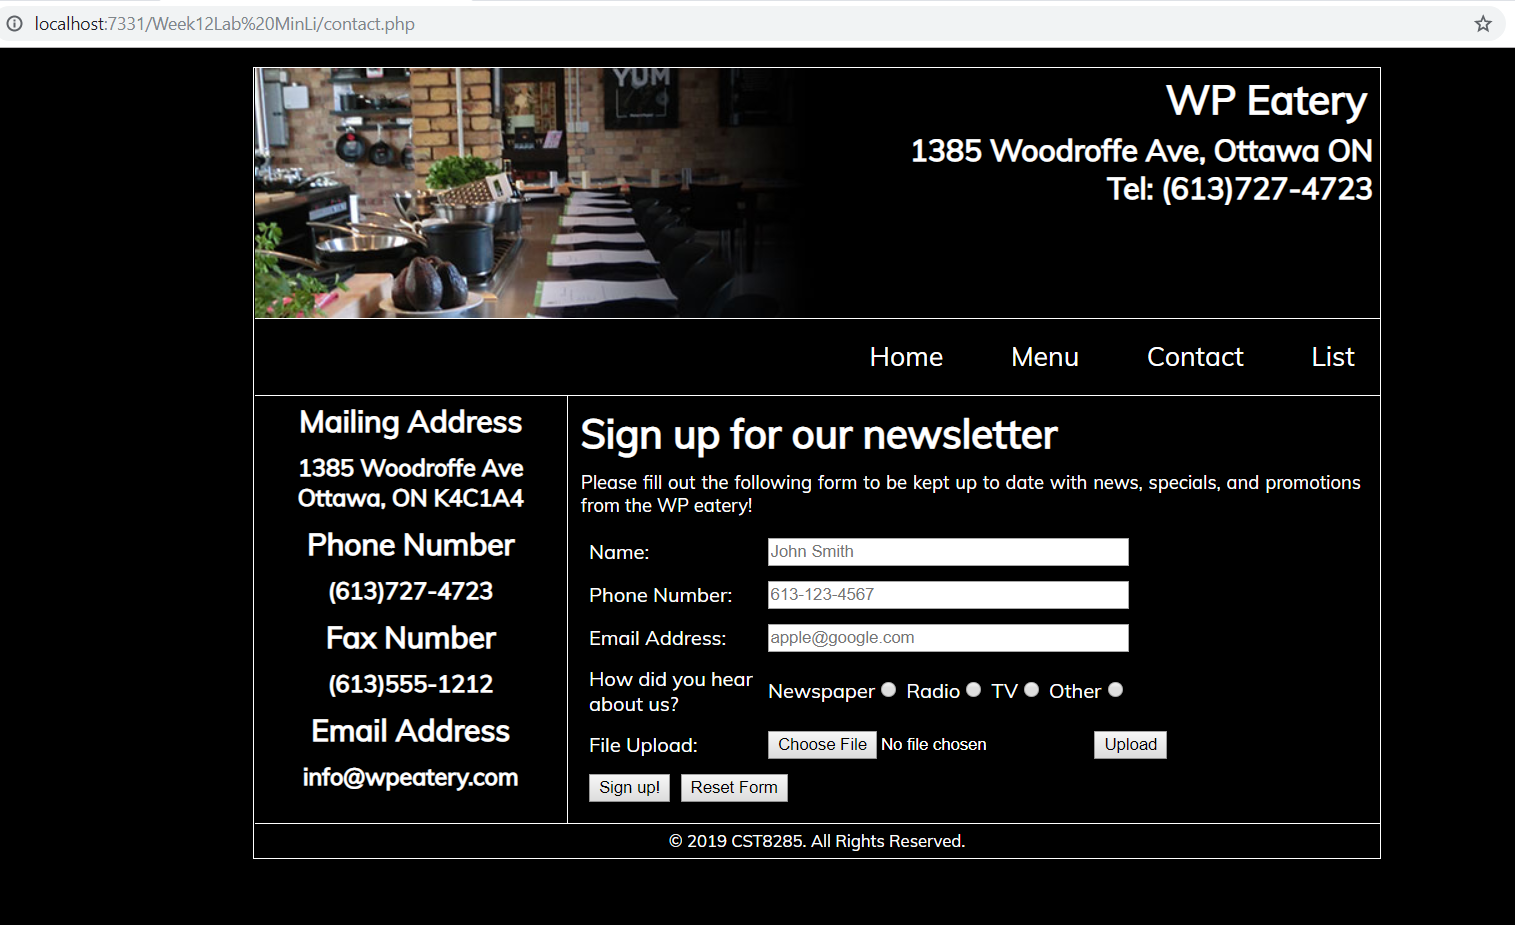 localhost:7331/Week12Lab%20MinLi/contact.php
YUM
WP Eatery
1385 Woodroffe Ave, Ottawa ON
Tel: (613)727-4723
Home Menu Contact List
Mailing Address
1385 Woodroffe Ave
Ottawa, ON K4C1A4
Phone Number
(613)727-4723
Fax Number
(613)555-1212
Email Address
info@wpeatery.com
Sign up for our newsletter
Please fill out the following form to be kept up to date with news, specials, and promotions
from the WP eatery!
Name: John Smith
Phone Number: 613-123-4567
Email Address: apple@google.com
How did you hear
about us?
Newspaper Radio TV Other
File Upload: Choose File No file chosen Upload
Sign up! Reset Form
© 2019 CST8285. All Rights Reserved.